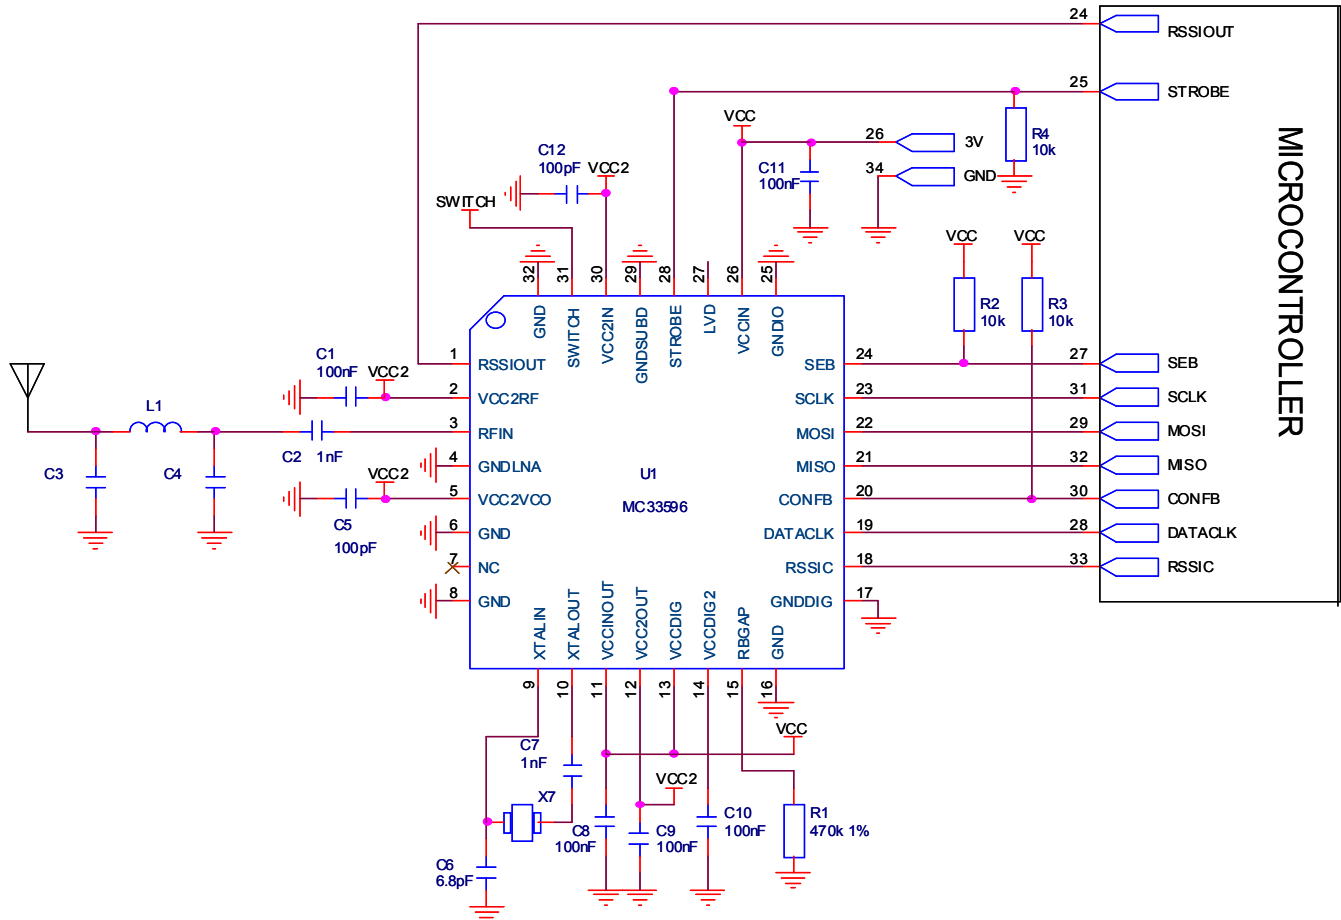 24
RSSIOUT
25
STROBE
VCC
26
3V
R4
10k
C12
100pF
VCC2
C11
100nF
34
GND
SWITCH
MICROCONTROLLER
VCC
VCC
32
31
30
29
28
27
26
25
R2
10k
R3
10k
GND
SWITCH
VCC2IN
GNDSUBD
STROBE
LVD
VCCIN
GNDIO
C1
100nF
VCC2
1
RSSIOUT
SEB
24
27
SEB
2
VCC2RF
SCLK
23
31
SCLK
L1
3
RFIN
MOSI
22
29
MOSI
C2
1nF
C3
C4
VCC2
4
GNDLNA
U1
MISO
21
32
MISO
5
VCC2VCO
MC33596
CONFB
20
30
CONFB
C5
100pF
6
GND
DATACLK
19
28
DATACLK
7
NC
RSSIC
18
33
RSSIC
8
GND
GNDDIG
17
XTALIN
XTALOUT
VCCINOUT
VCC2OUT
VCCDIG
VCCDIG2
RBGAP
GND
9
10
11
12
13
14
15
16
VCC
C7
1nF
VCC2
X7
C8
100nF
C9
100nF
C10
100nF
R1
470k 1%
C6
6.8pF